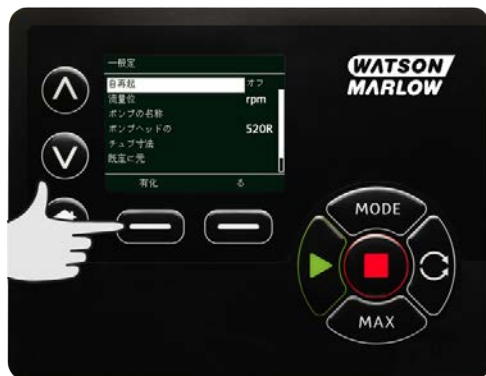 一般定
自再起 オフ
流量位 rpm
ポンプの名称
ポンプヘッドの 520R
チューブ寸法
既定に元
有化 る
WATSON
MARLOW
MODE
MAX